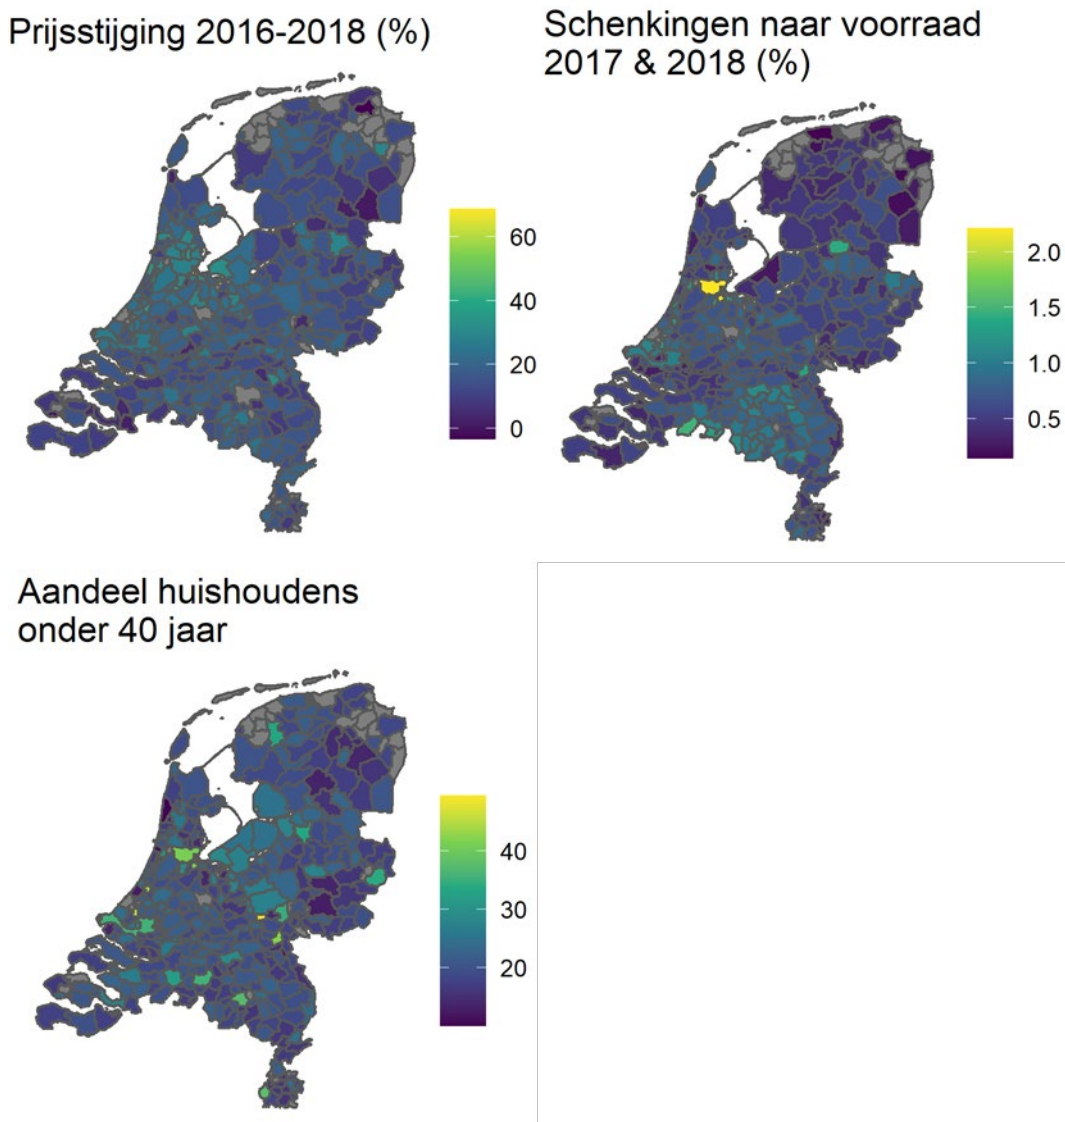 Prijsstijging 2016-2018 (%)
60
40
20
0
Schenkingen naar voorraad
2017 & 2018 (%)
2.0
1.5
1.0
0.5
Aandeel huishoudens
onder 40 jaar
40
30
20